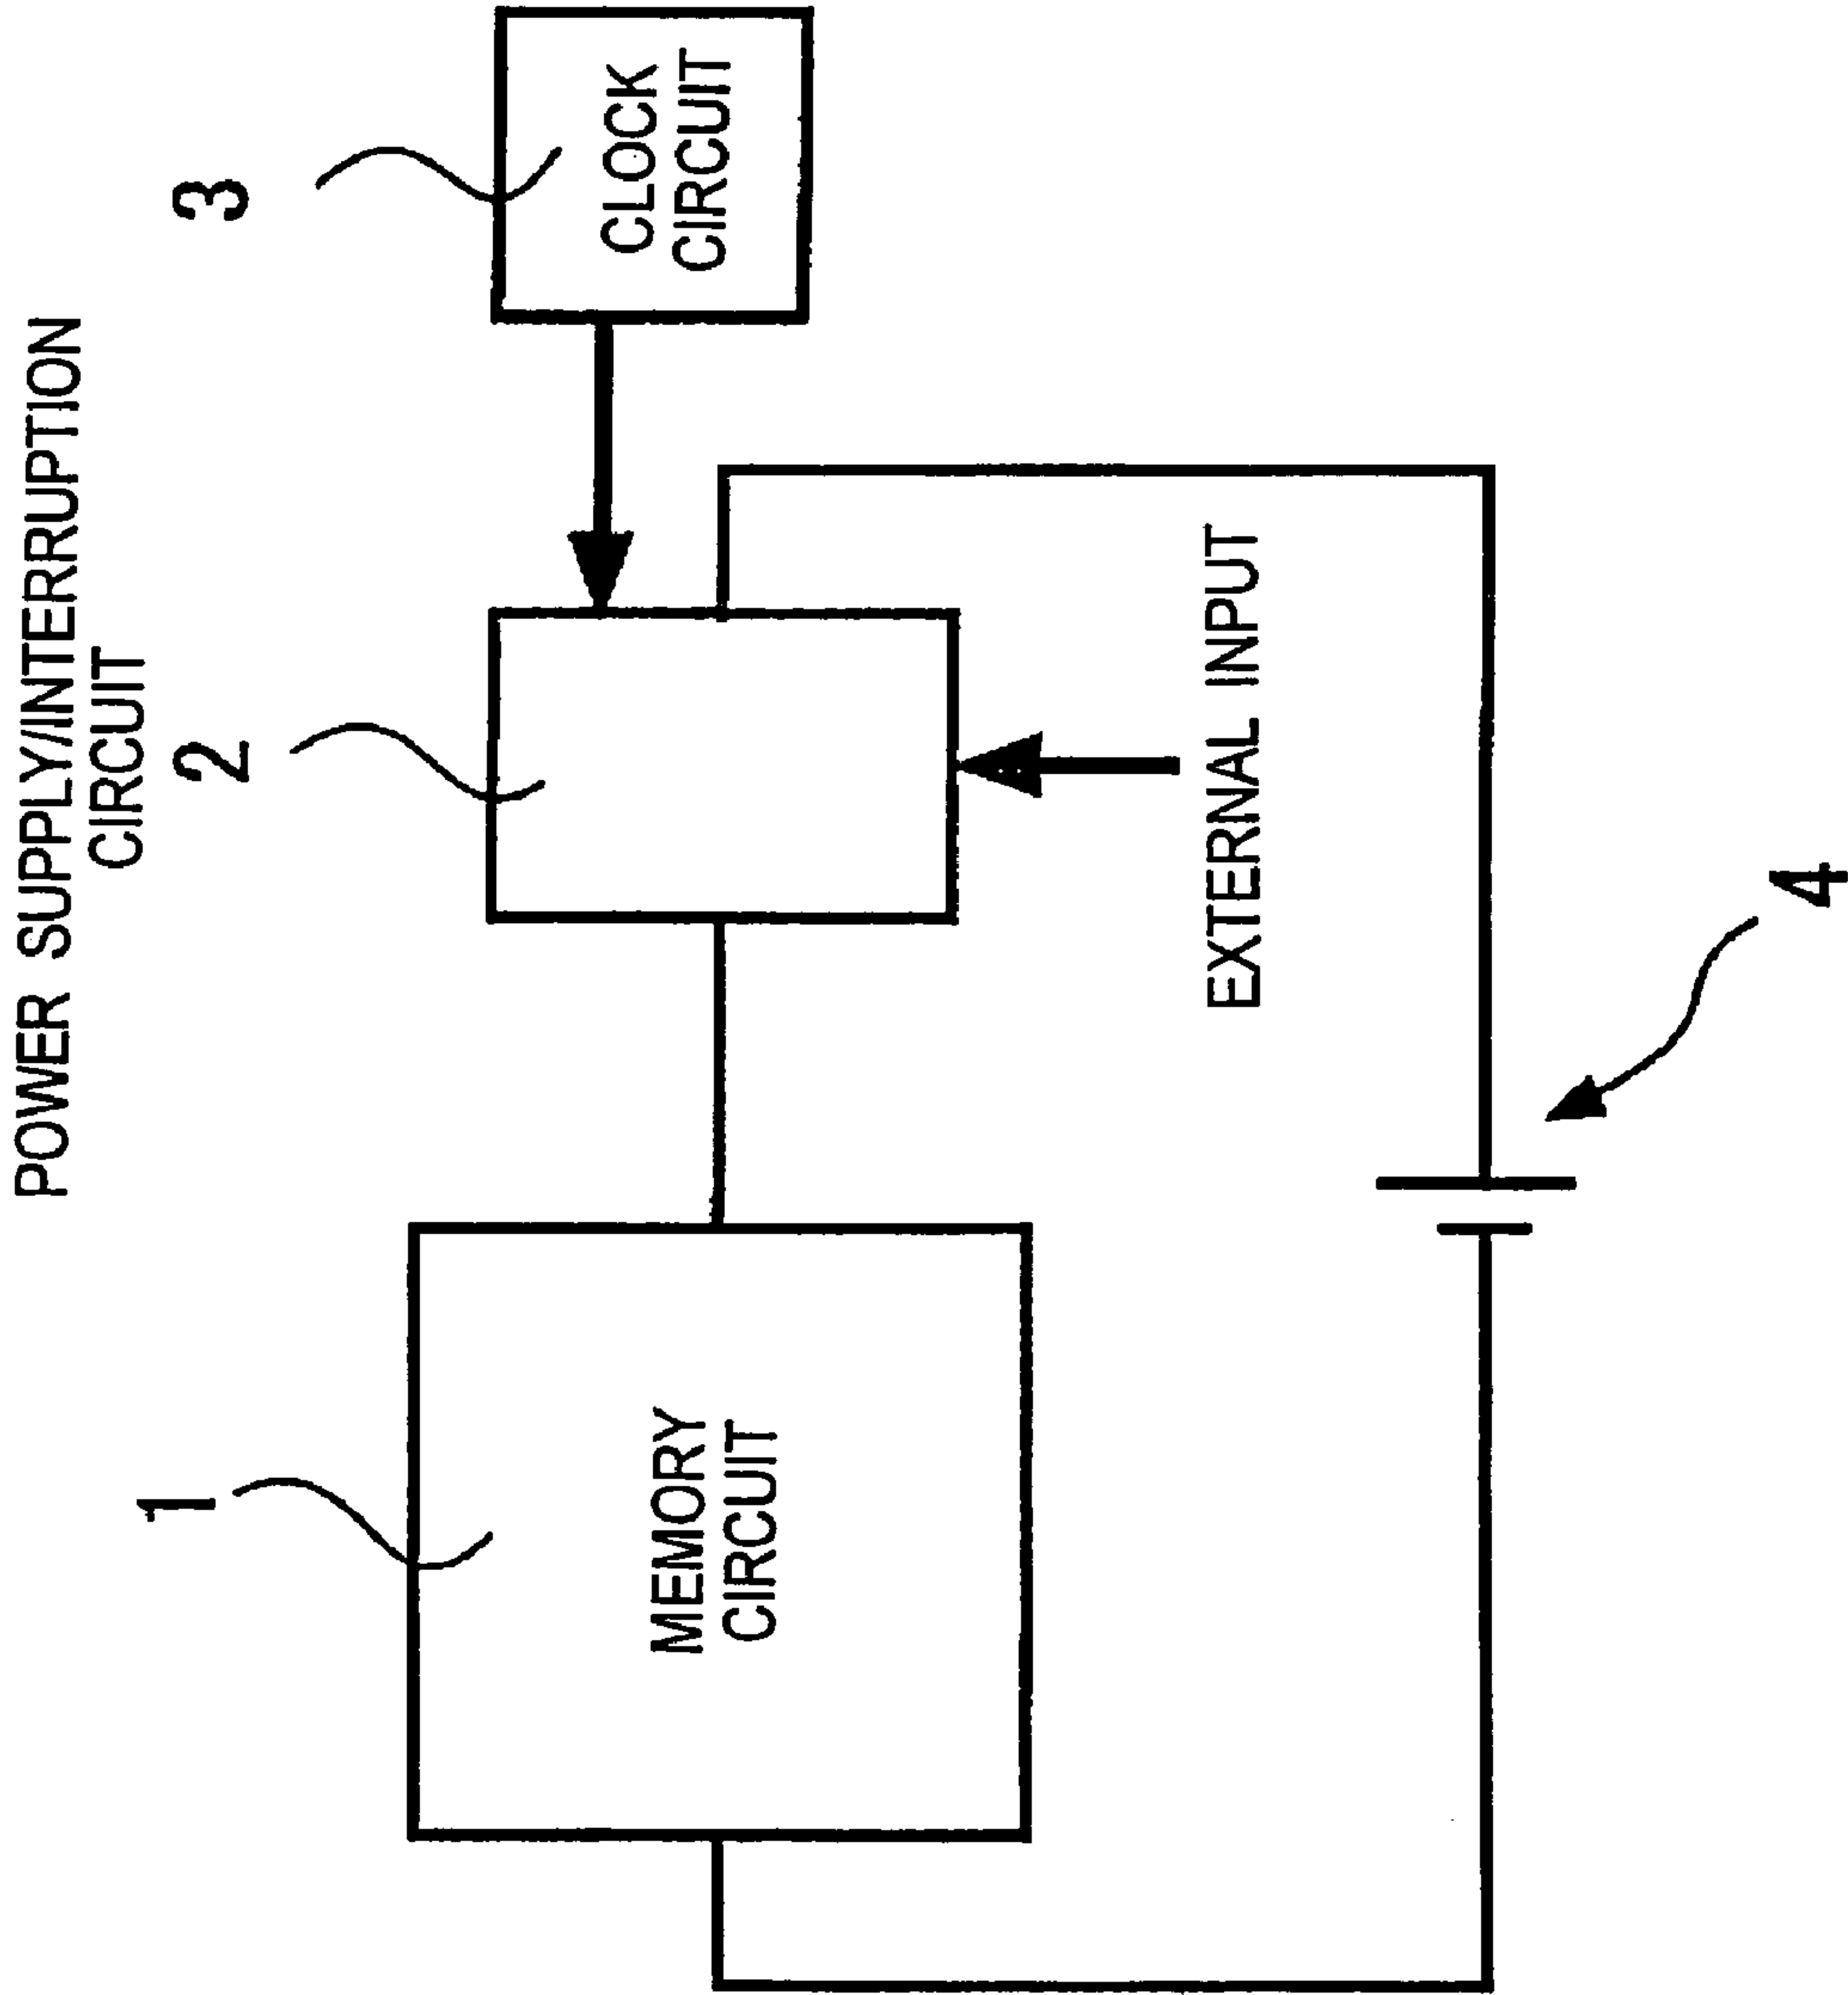 POWER SUPPLY/INTERRUPTION
CIRCUIT
1
2
3
MEMORY
CIRCUIT
CLOCK
CIRCUIT
EXTERNAL INPUT
4